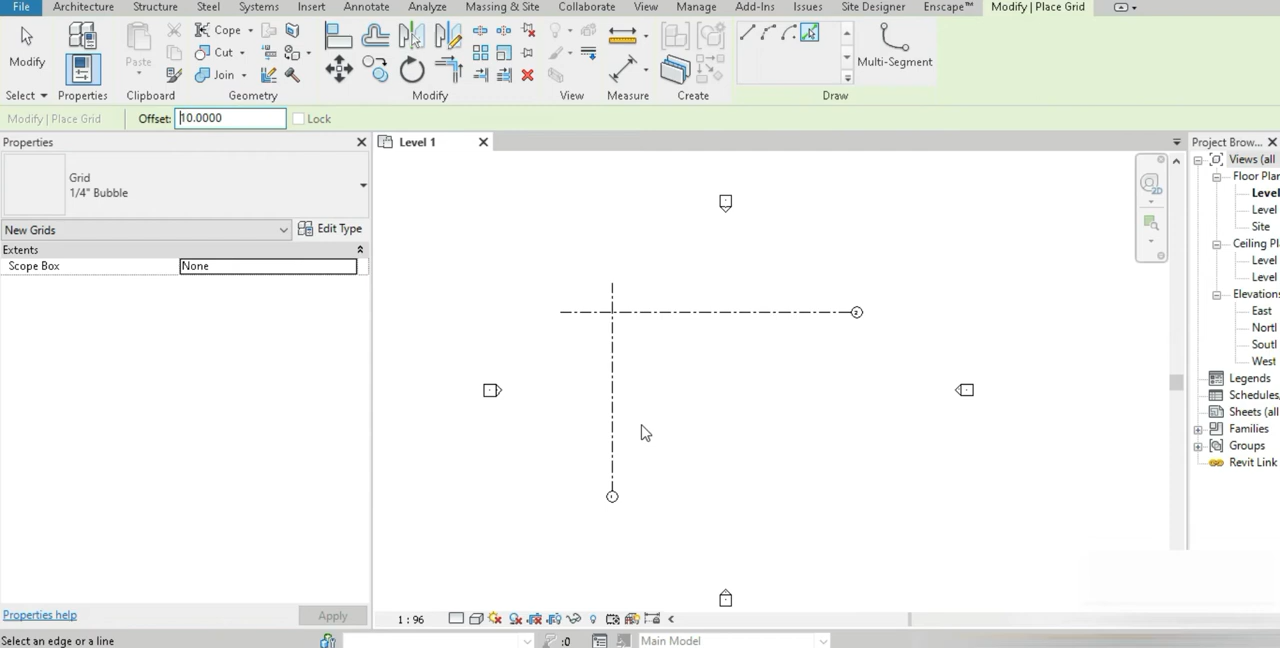 File Architecture Structure Steel Systems Insert Annotate Analyze Massing & Site Collaborate View Manage Add-Ins Issues Site Designer Enscape™ Modify | Place Grid
Modify Paste Cope Cut Join Multi-Segment
Select Properties Clipboard Geometry Modify View Measure Create Draw
Modify | Place Grid Offset: 10.0000 Lock
Properties
Level 1
Project Brow...
Grid
1/4" Bubble
New Grids Edit Type
Extents
Scope Box None
2D
Views (all
Floor Plan
Level
Level
Site
Ceiling Pl
Level
Level
Elevations
East
Nortl
Soutl
West
Legends
Schedules,
Sheets (all
Families
Groups
Revit Link
2
1
Properties help Apply
1 : 96
Select an edge or a line
:0 Main Model